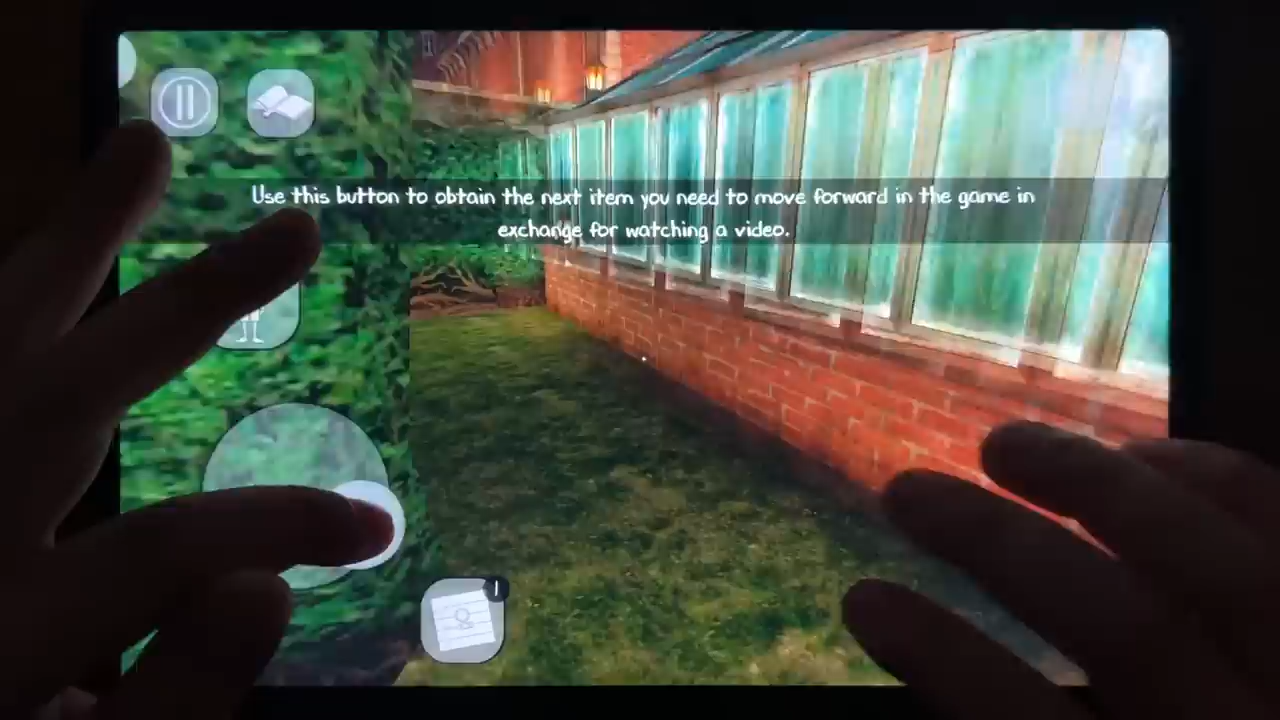 Use this button to obtain the next item you need to move forward in the game in
exchange for watching a video.
1